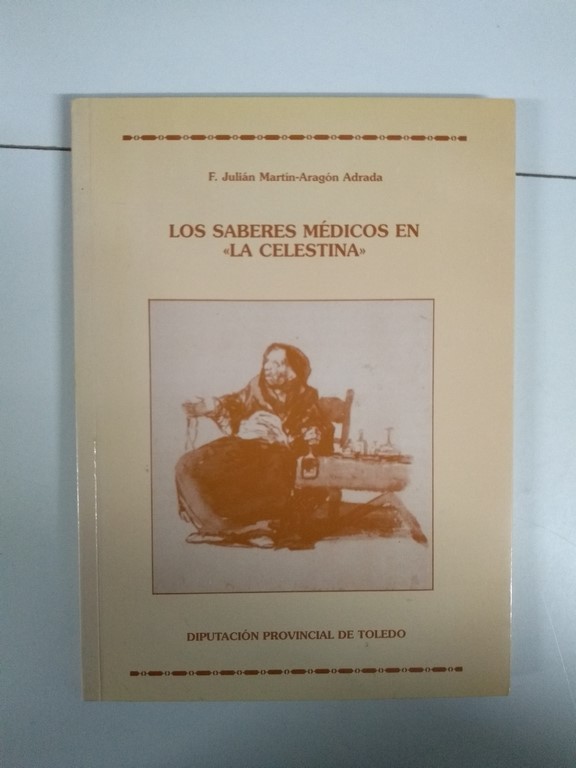 F. Julián Martín-Aragón Adrada
LOS SABERES MÉDICOS EN
«LA CELESTINA»
DIPUTACIÓN PROVINCIAL DE TOLEDO